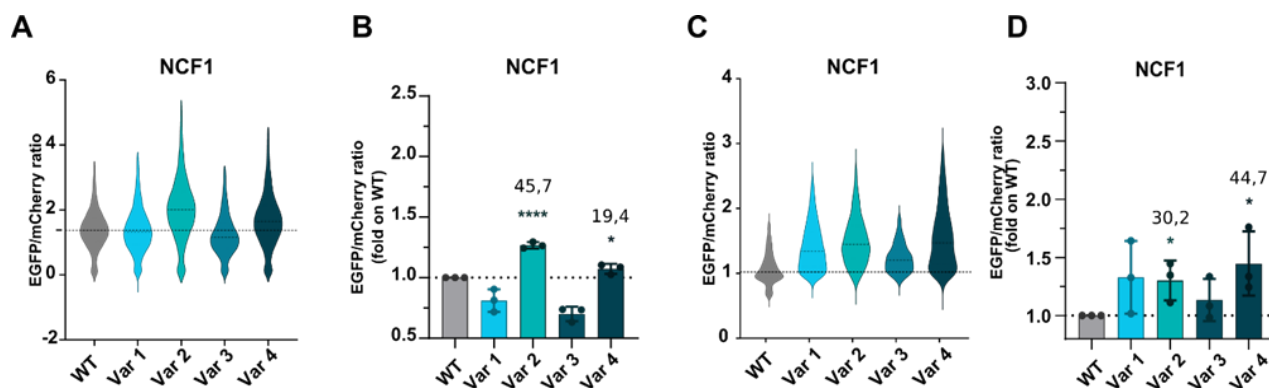 A
NCF1
EGFP/mCherry ratio
6
4
2
0
-2
WT
Var 1
Var 2
Var 3
Var 4
B
NCF1
EGFP/mCherry ratio
(fold on WT)
2.5
2.0
1.5
1.0
0.5
45,7
****
19,4
*
WT
Var 1
Var 2
Var 3
Var 4
C
NCF1
EGFP/mCherry ratio
4
3
2
1
0
WT
Var 1
Var 2
Var 3
Var 4
D
NCF1
EGFP/mCherry ratio
(fold on WT)
3.0
2.5
2.0
1.5
1.0
30,2
*
44,7
*
WT
Var 1
Var 2
Var 3
Var 4